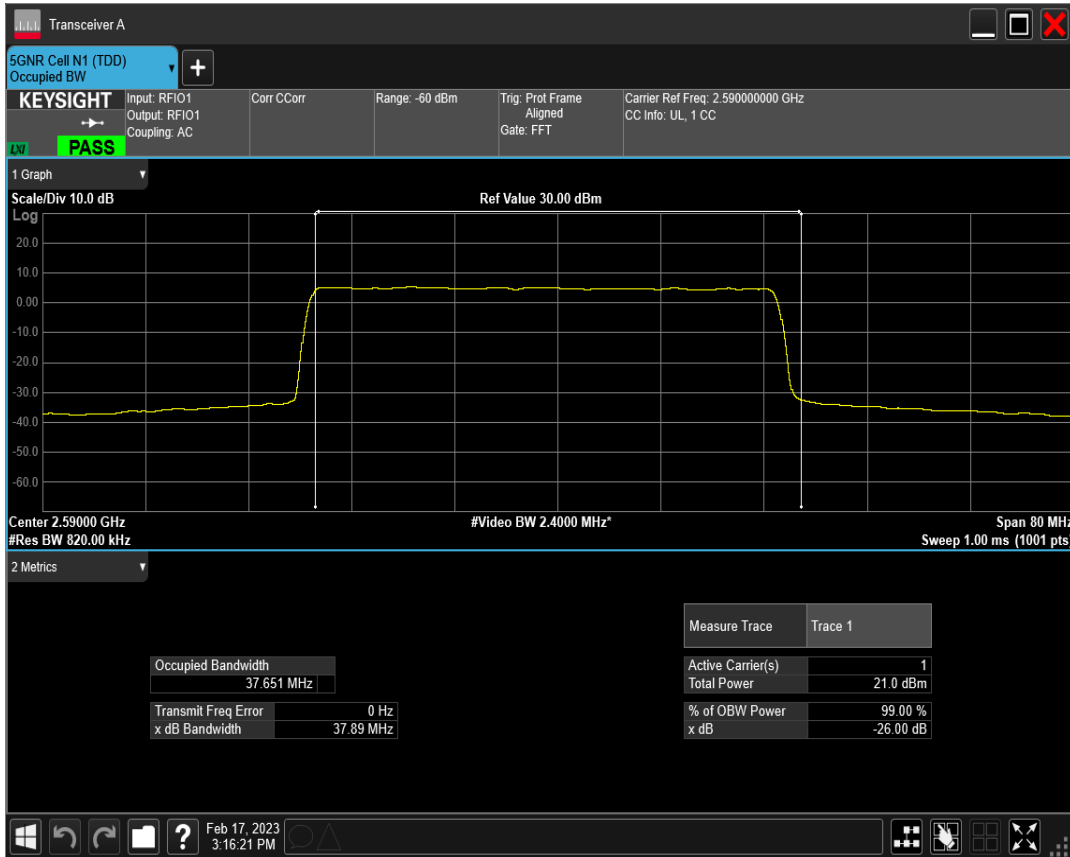 Transceiver A
5GNR Cell N1 (TDD)
Occupied BW
+
KEYSIGHT
LXI
PASS
Input: RFIO1
Output: RFIO1
Coupling: AC
Corr CCorr
Range: -60 dBm
Trig: Prot Frame
Aligned
Gate: FFT
Carrier Ref Freq: 2.590000000 GHz
CC Info: UL, 1 CC
1 Graph
Scale/Div 10.0 dB
Ref Value 30.00 dBm
Log
20.0
10.0
0.00
-10.0
-20.0
-30.0
-40.0
-50.0
-60.0
Center 2.59000 GHz
#Video BW 2.4000 MHz*
Span 80 MHz
#Res BW 820.00 kHz
Sweep 1.00 ms (1001 pts)
2 Metrics
Measure Trace Trace 1
Occupied Bandwidth
37.651 MHz
Active Carrier(s) 1
Total Power 21.0 dBm
Transmit Freq Error 0 Hz
x dB Bandwidth 37.89 MHz
% of OBW Power 99.00 %
x dB -26.00 dB
?
Feb 17, 2023
3:16:21 PM